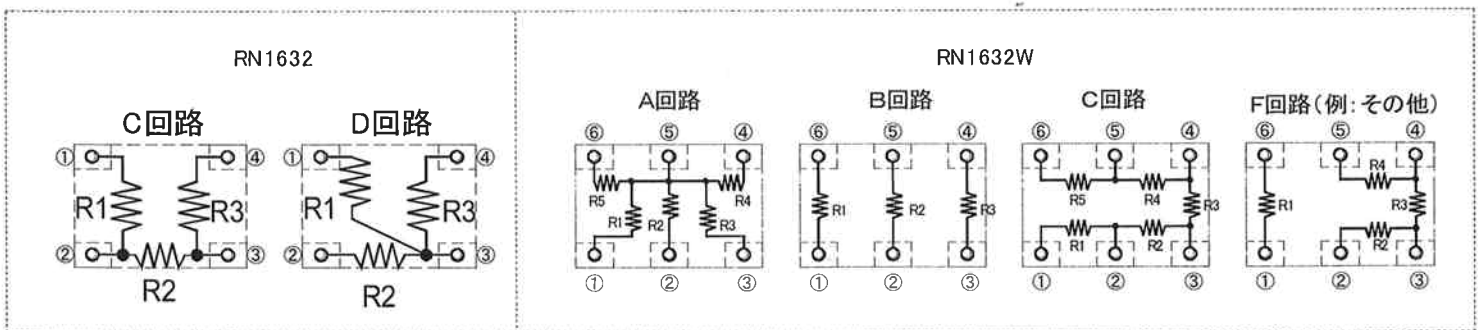 RN1632
C回路
D回路
① ④
R1 R3
② ③
R2
① ④
R1 R3
② ③
R2
RN1632W
A回路
⑥ ⑤ ④
R5 R4
R1 R2 R3
① ② ③
B回路
⑥ ⑤ ④
R1 R2 R3
① ② ③
C回路
⑥ ⑤ ④
R5 R4
R3
R1 R2
① ② ③
F回路(例:その他)
⑥ ⑤ ④
R4
R1 R3
R2
① ② ③